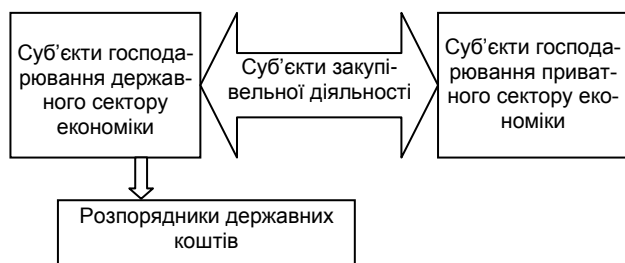 Суб’єкти господа-
рювання держав-
ного сектору
економіки
Суб’єкти закупі-
вельної діяльності
Суб’єкти господа-
рювання приват-
ного сектору еко-
номіки
Розпорядники державних
коштів